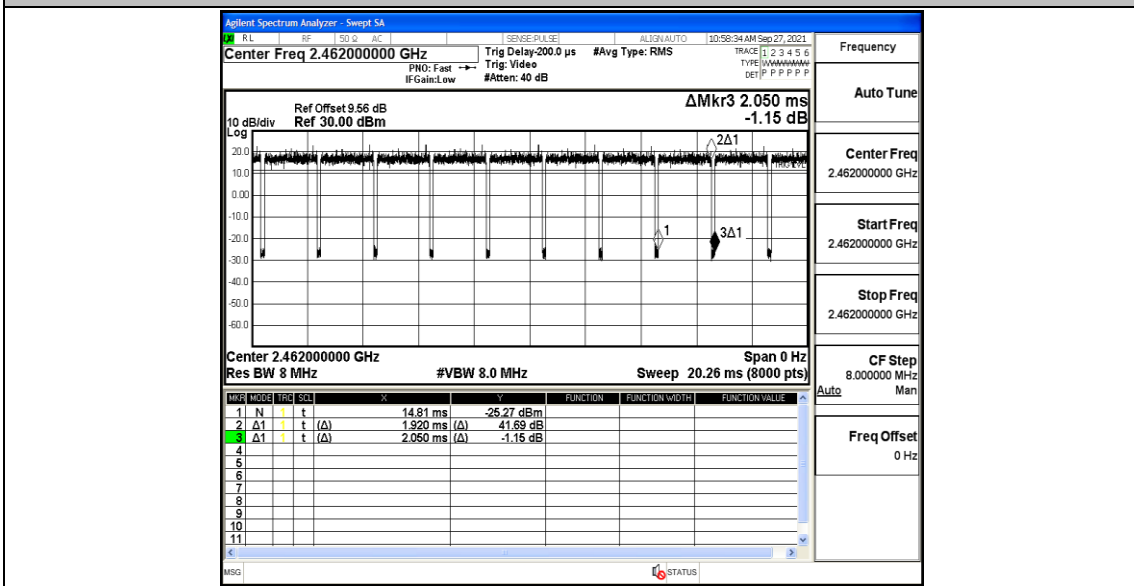 Agilent Spectrum Analyzer - Swept SA
RL RF 50 Ω AC SENSE:PULSE ALIGNAUTO 10:58:34 AM Sep 27, 2021
Center Freq 2.462000000 GHz
PNO: Fast
IFGain:Low
Trig Delay-200.0 µs
Trig: Video
#Atten: 40 dB
#Avg Type: RMS
TRACE 1 2 3 4 5 6
TYPE
DET P P P P P P
Frequency
Auto Tune
Center Freq
2.462000000 GHz
Start Freq
2.462000000 GHz
Stop Freq
2.462000000 GHz
CF Step
8.000000 MHz
Auto Man
Freq Offset
0 Hz
ΔMkr3 2.050 ms
-1.15 dB
Ref Offset 9.56 dB
10 dB/div Ref 30.00 dBm
Log
20.0
10.0
0.00
-10.0
-20.0
-30.0
-40.0
-50.0
-60.0
2Δ1
1
3Δ1
Center 2.462000000 GHz Span 0 Hz
Res BW 8 MHz #VBW 8.0 MHz Sweep 20.26 ms (8000 pts)
MKR MODE TRC SCL X Y FUNCTION FUNCTION WIDTH FUNCTION VALUE
1 N 1 t 14.81 ms -25.27 dBm
2 Δ1 1 t (Δ) 1.920 ms (Δ) 41.69 dB
3 Δ1 1 t (Δ) 2.050 ms (Δ) -1.15 dB
4
5
6
7
8
9
10
11
MSG STATUS